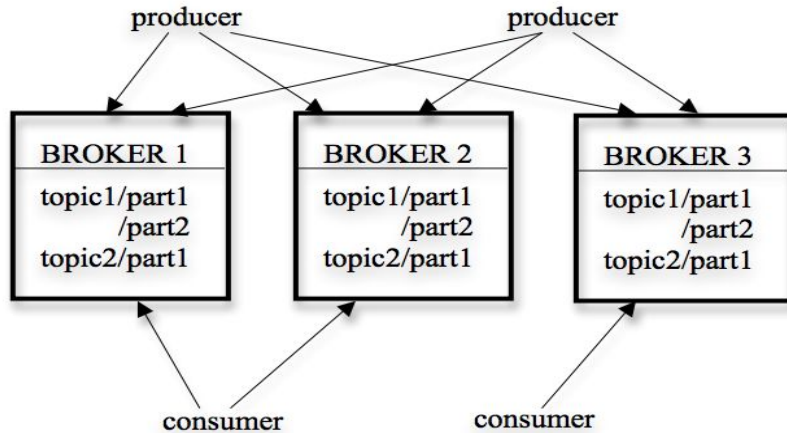 producer
producer
BROKER 1
topic1/part1
/part2
topic2/part1
BROKER 2
topic1/part1
/part2
topic2/part1
BROKER 3
topic1/part1
/part2
topic2/part1
consumer
consumer